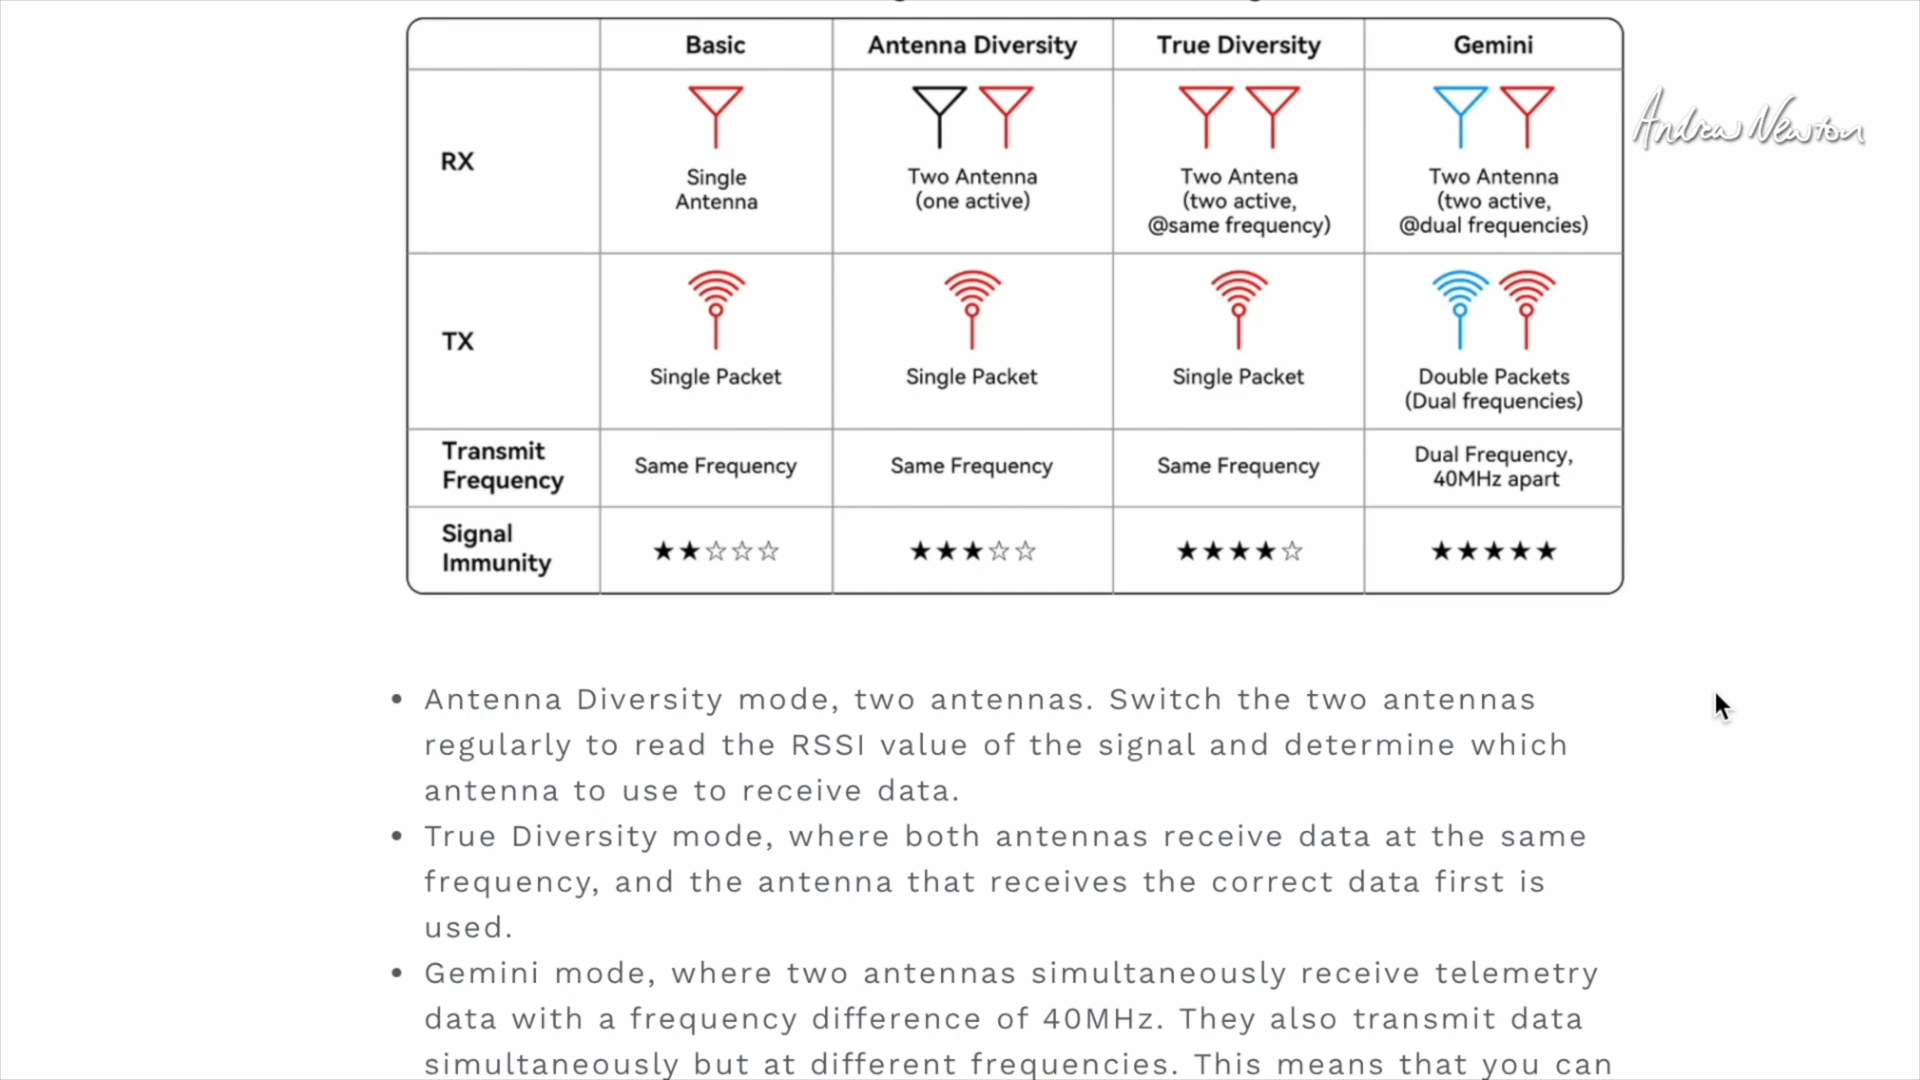 Basic
Antenna Diversity
True Diversity
Gemini
Andrew Newton
RX
Single
Antenna
Two Antenna
(one active)
Two Antena
(two active,
@same frequency)
Two Antenna
(two active,
@dual frequencies)
TX
Single Packet
Single Packet
Single Packet
Double Packets
(Dual frequencies)
Transmit
Frequency
Same Frequency
Same Frequency
Same Frequency
Dual Frequency,
40MHz apart
Signal
Immunity
★★☆☆☆
★★★☆☆
★★★★☆
★★★★★
• Antenna Diversity mode, two antennas. Switch the two antennas
regularly to read the RSSI value of the signal and determine which
antenna to use to receive data.
• True Diversity mode, where both antennas receive data at the same
frequency, and the antenna that receives the correct data first is
used.
• Gemini mode, where two antennas simultaneously receive telemetry
data with a frequency difference of 40MHz. They also transmit data
simultaneously but at different frequencies. This means that you can